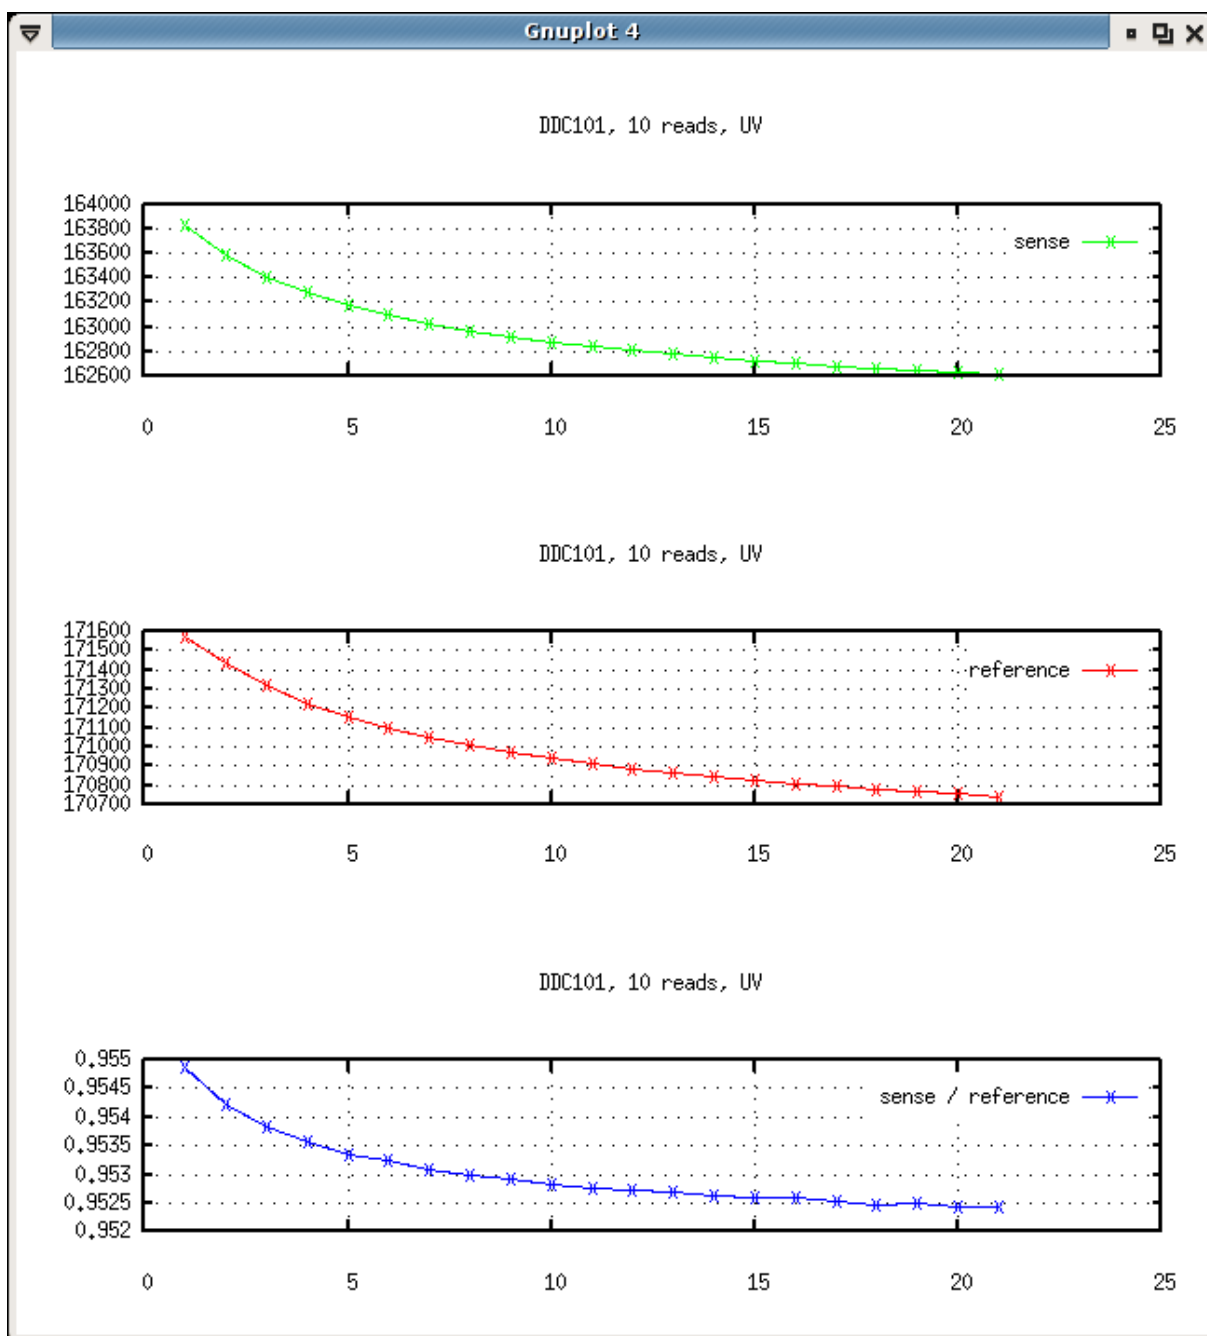 Gnuplot 4
DDC101, 10 reads, UV
164000
163800
163600
163400
163200
163000
162800
162600
sense
0 5 10 15 20 25
DDC101, 10 reads, UV
171600
171500
171400
171300
171200
171100
171000
170900
170800
170700
reference
0 5 10 15 20 25
DDC101, 10 reads, UV
0.955
0.9545
0.954
0.9535
0.953
0.9525
0.952
sense / reference
0 5 10 15 20 25